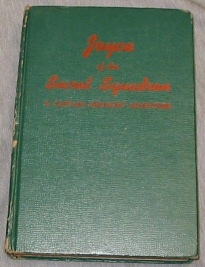 Joyce
of the
Secret Squadron
A CAPTAIN MIDNIGHT ADVENTURE